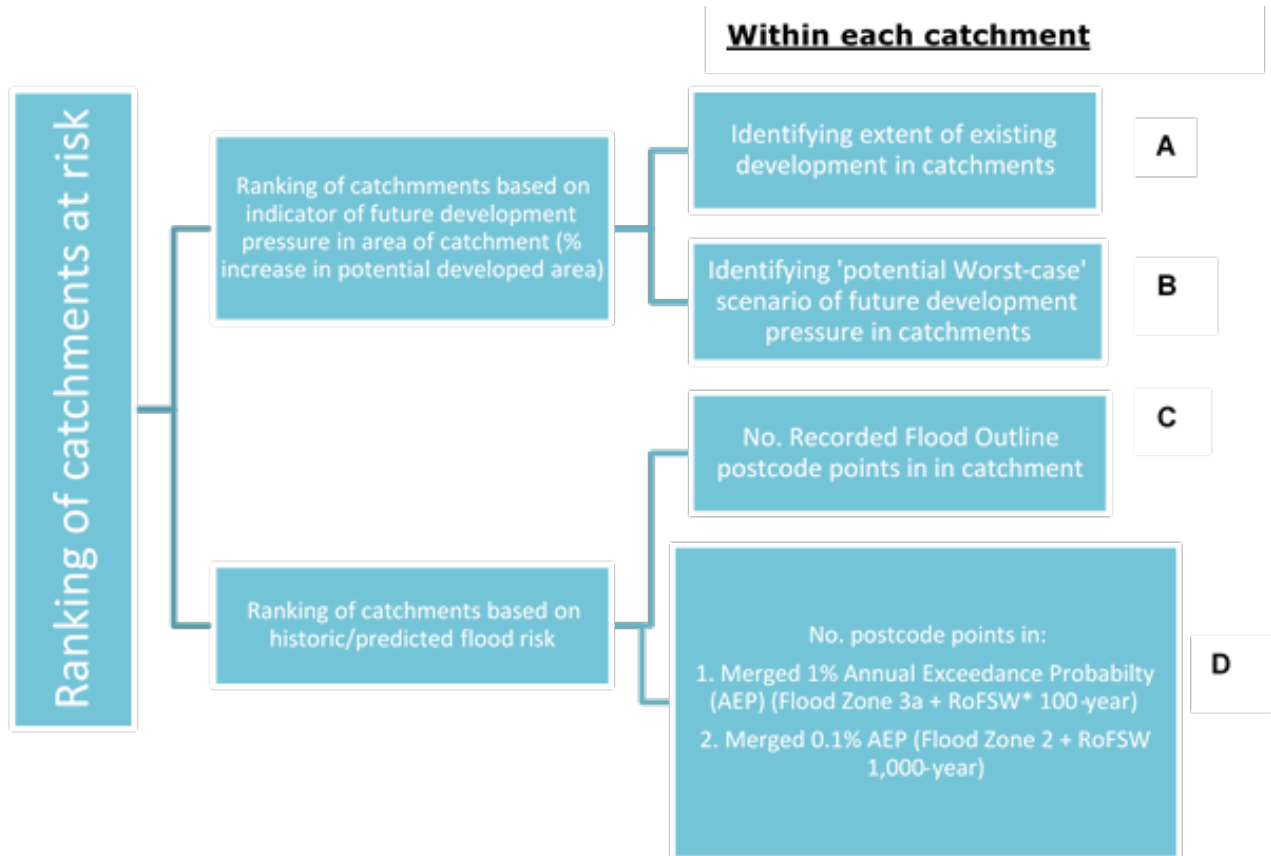 Within each catchment
Ranking of catchments at risk
Ranking of catchmments based on
indicator of future development
pressure in area of catchment (%
increase in potential developed area)
Identifying extent of existing
development in catchments
A
Identifying 'potential Worst-case'
scenario of future development
pressure in catchments
B
Ranking of catchments based on
historic/predicted flood risk
No. Recorded Flood Outline
postcode points in in catchment
C
No. postcode points in:
1. Merged 1% Annual Exceedance Probabilty
(AEP) (Flood Zone 3a + RoFSW* 100-year)
2. Merged 0.1% AEP (Flood Zone 2 + RoFSW
1,000-year)
D